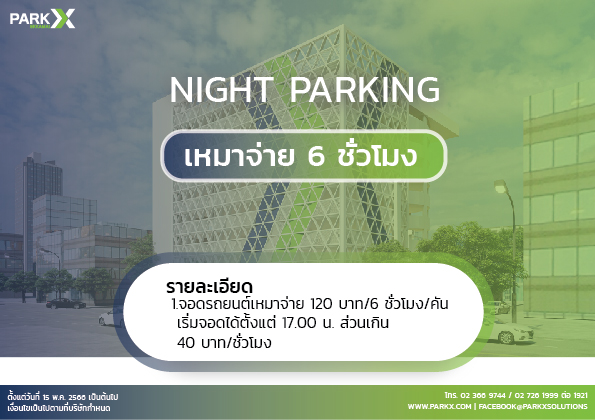 PARK X
NIGHT PARKING
เหมาจ่าย 6 ชั่วโมง
รายละเอียด
1.จอดรถยนต์เหมาจ่าย 120 บาท/6 ชั่วโมง/คัน
เริ่มจอดได้ตั้งแต่ 17.00 น. ส่วนเกิน
40 บาท/ชั่วโมง
ตั้งแต่วันที่ 15 พ.ค. 2566 เป็นต้นไป
เงื่อนไขเป็นไปตามที่บริษัทกำหนด
โทร. 02 366 9744 / 02 726 1999 ต่อ 1921
WWW.PARKX.COM | FACEBOOK@PARKXSOLUTIONS